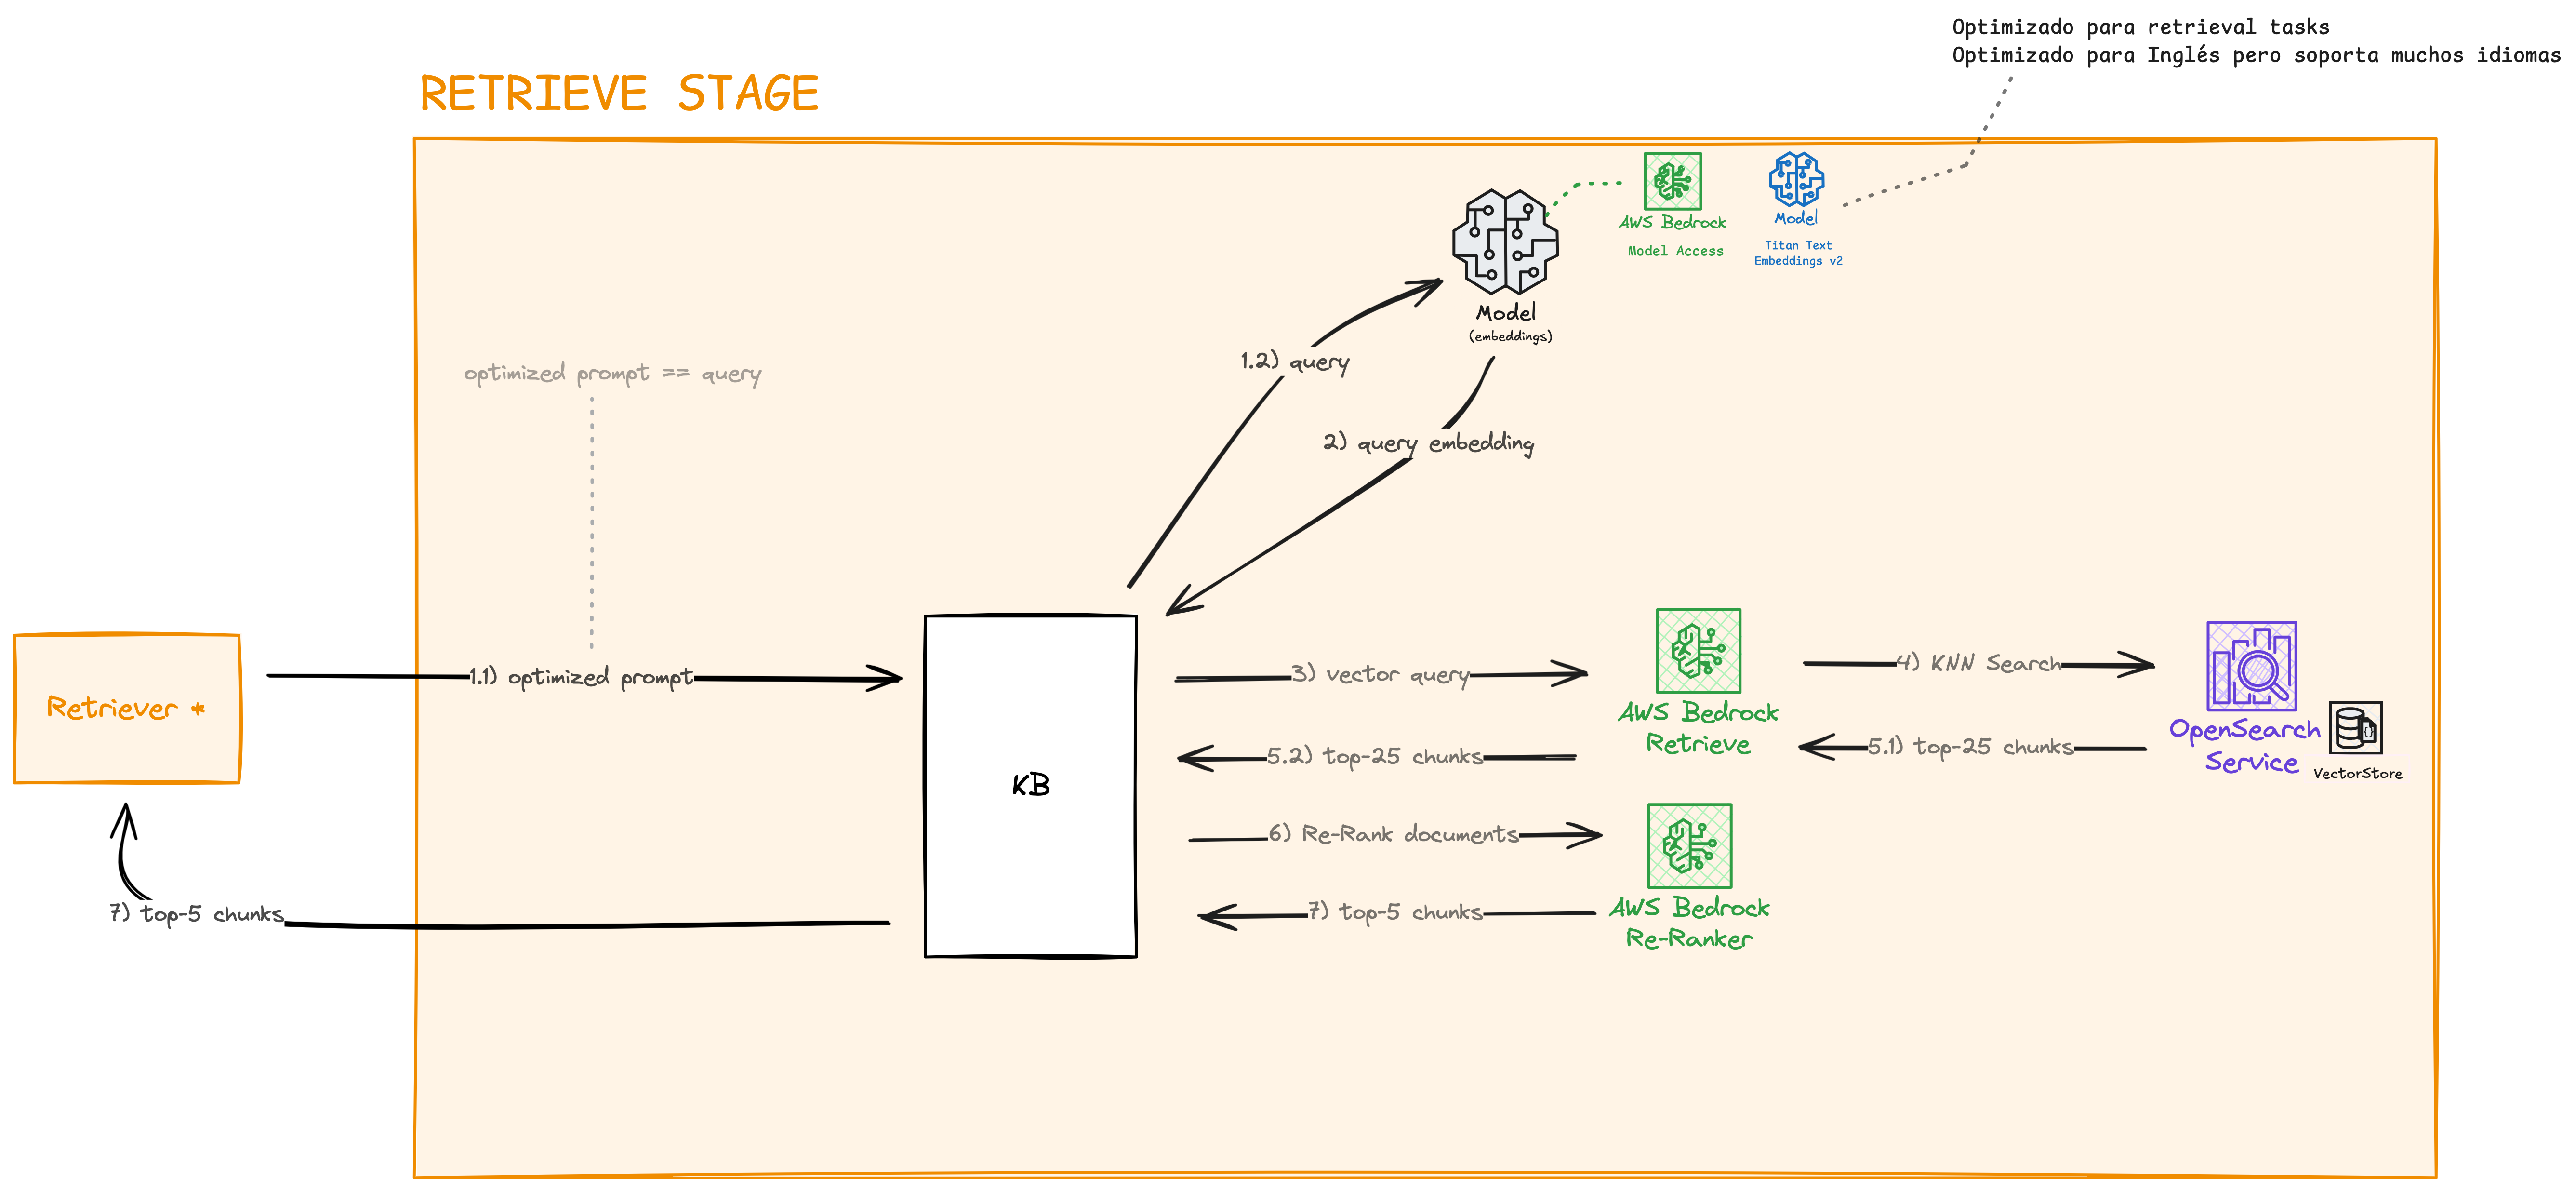 Optimizado para retrieval tasks
Optimizado para Inglés pero soporta muchos idiomas
RETRIEVE STAGE
AWS Bedrock
Model Access
Model
Titan Text
Embeddings v2
Model
(embeddings)
1.2) query
optimized prompt == query
2) query embedding
Retriever *
1.1) optimized prompt
KB
3) vector query
AWS Bedrock
Retrieve
4) KNN Search
OpenSearch
Service
VectorStore
5.2) top-25 chunks
5.1) top-25 chunks
6) Re-Rank documents
AWS Bedrock
Re-Ranker
7) top-5 chunks
7) top-5 chunks
{}